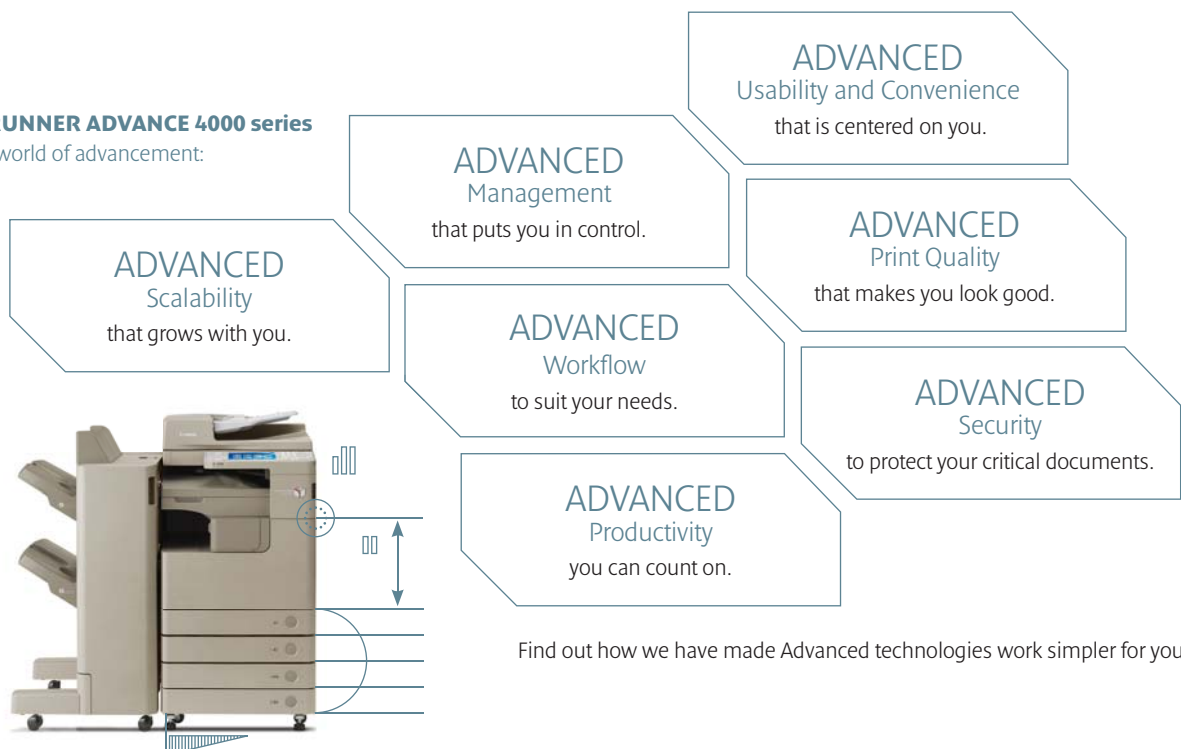 RUNNER ADVANCE 4000 series
world of advancement:
ADVANCED
Usability and Convenience
that is centered on you.
ADVANCED
Management
that puts you in control.
ADVANCED
Print Quality
that makes you look good.
ADVANCED
Scalability
that grows with you.
ADVANCED
Workflow
to suit your needs.
ADVANCED
Security
to protect your critical documents.
ADVANCED
Productivity
you can count on.
Find out how we have made Advanced technologies work simpler for you